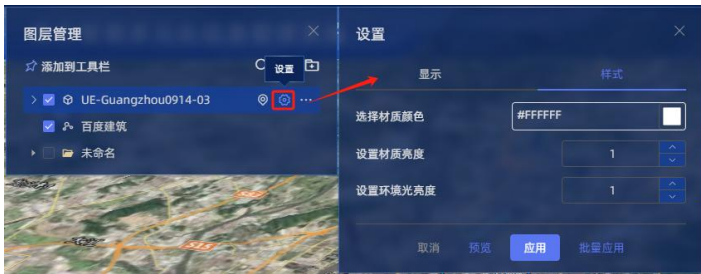 图层管理
添加到工具栏
设置
UE-Guangzhou0914-03
百度建筑
未命名
S15
设置
显示
样式
选择材质颜色 #FFFFFF
设置材质亮度 1
设置环境光亮度 1
取消 预览 应用 批量应用